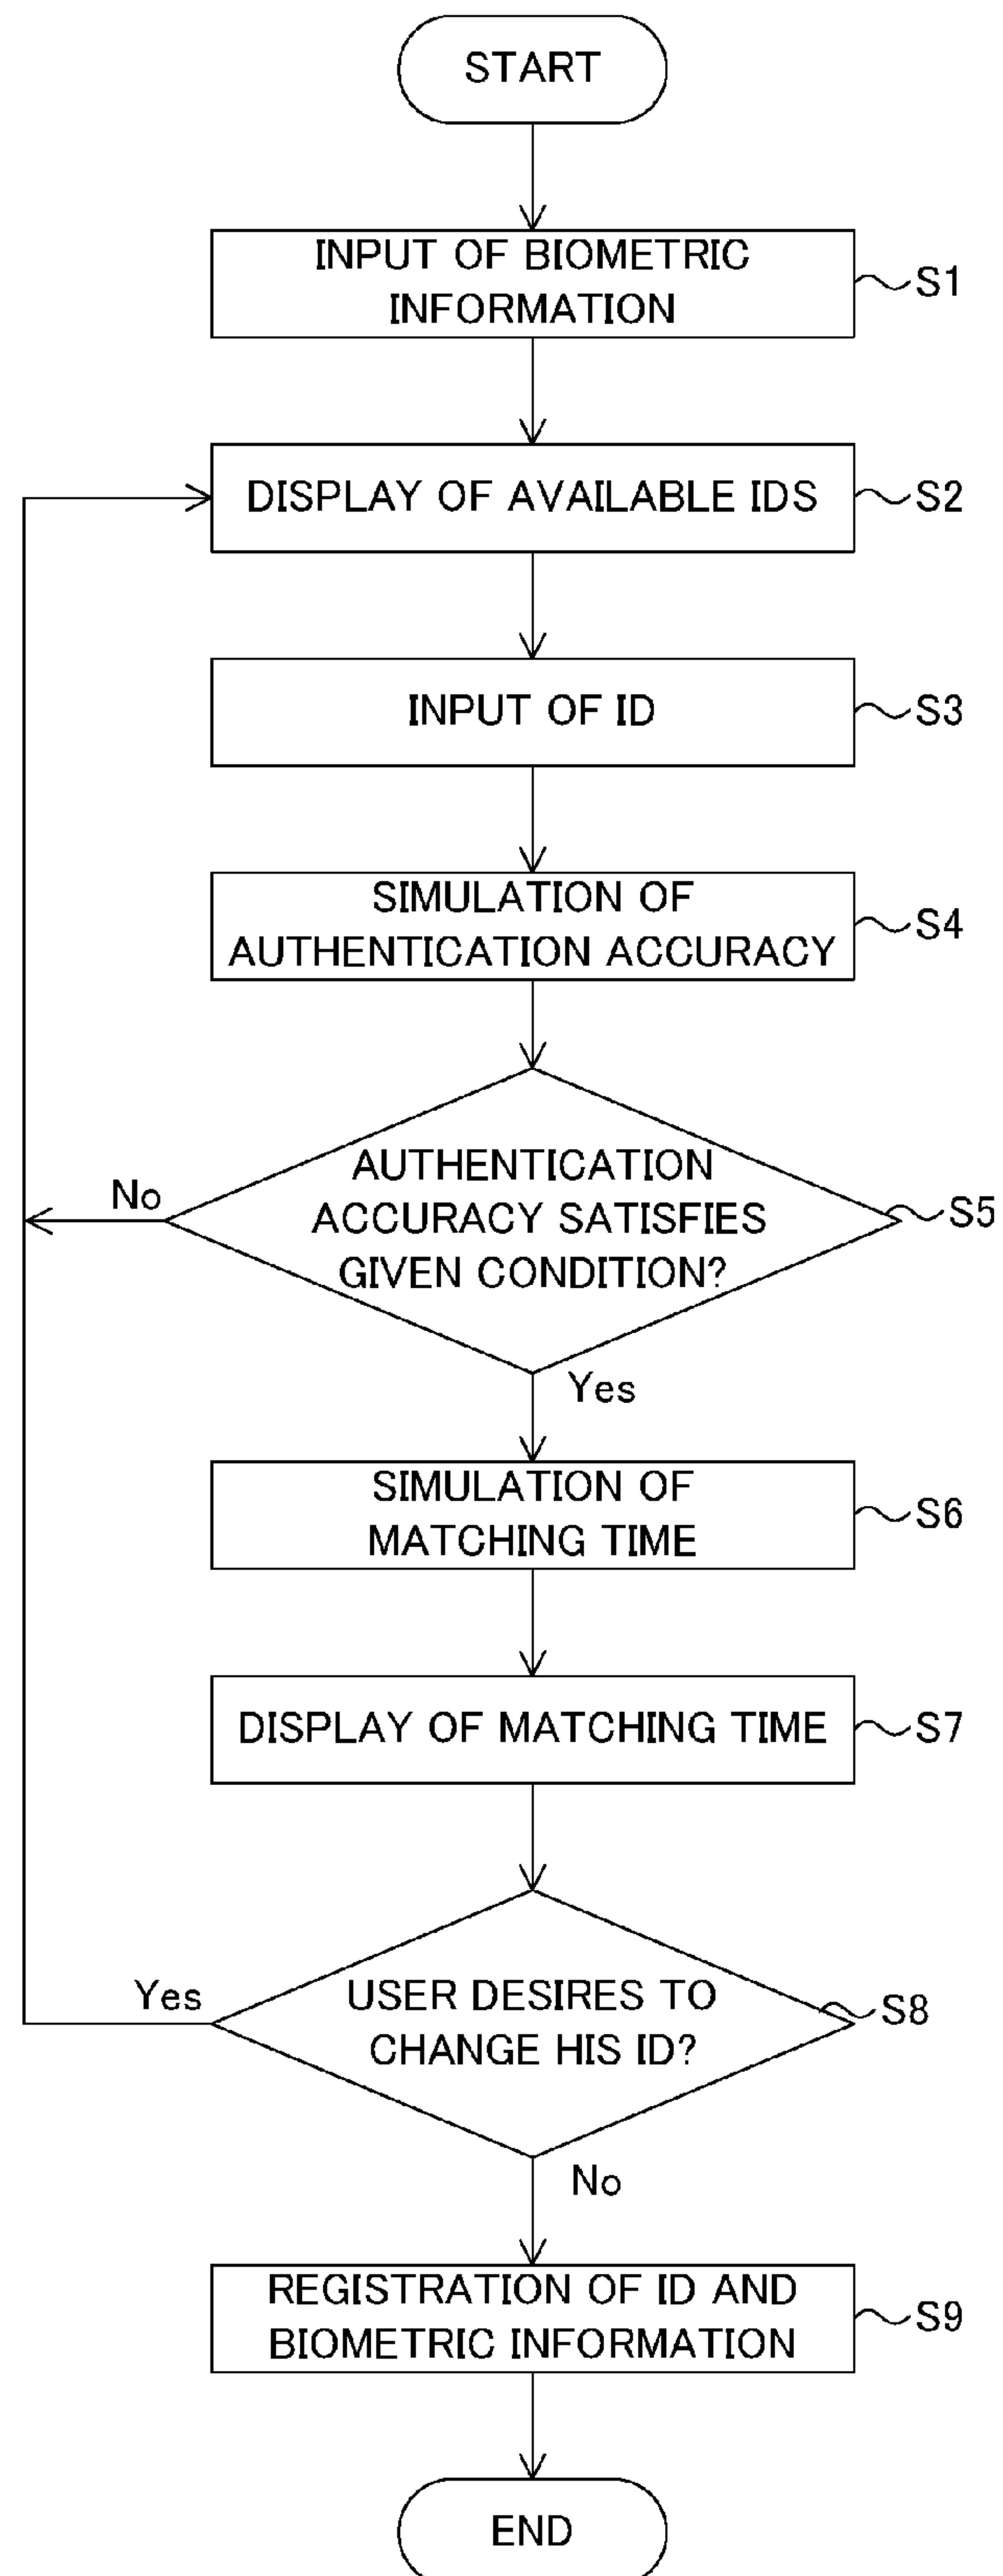 START
INPUT OF BIOMETRIC
INFORMATION
S1
DISPLAY OF AVAILABLE IDS
S2
INPUT OF ID
S3
SIMULATION OF
AUTHENTICATION ACCURACY
S4
AUTHENTICATION
ACCURACY SATISFIES
GIVEN CONDITION?
S5
No
Yes
SIMULATION OF
MATCHING TIME
S6
DISPLAY OF MATCHING TIME
S7
USER DESIRES TO
CHANGE HIS ID?
S8
Yes
No
REGISTRATION OF ID AND
BIOMETRIC INFORMATION
S9
END